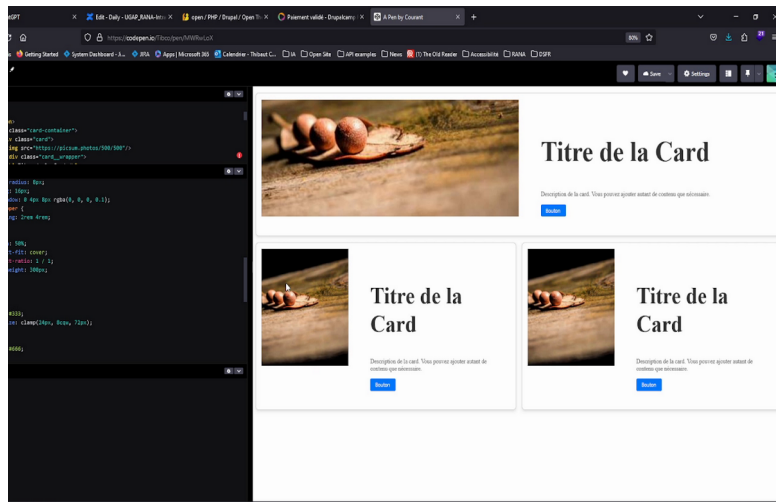 Edit - Daily - UGAP_RANA-Intra
open / PHP / Drupal / Open Th
Paiement validé - Drupalcamp
A Pen by Courant
https://codepen.io/Tibco/pen/MWRwLoX
80%
21
Getting Started
System Dashboard - J...
JIRA
Apps | Microsoft 365
Calendrier - Thibaut C...
IA
Open Site
API examples
News
(1) The Old Reader
Accessibilité
RANA
DSFR
Save
Settings
class="card-container">
class="card">
img src="https://picsum.photos/500/500"/>
div class="card__wrapper">
radius: 8px;
: 16px;
dow: 0 4px 8px rgba(0, 0, 0, 0.1);
per {
ng: 2rem 4rem;
: 50%;
t-fit: cover;
t-ratio: 1 / 1;
eight: 300px;
#333;
ze: clamp(24px, 8cqw, 72px);
#666;
Titre de la Card
Description de la card. Vous pouvez ajouter autant de contenu que nécessaire.
Bouton
Titre de la
Card
Description de la card. Vous pouvez ajouter autant de
contenu que nécessaire.
Bouton
Titre de la
Card
Description de la card. Vous pouvez ajouter autant de
contenu que nécessaire.
Bouton